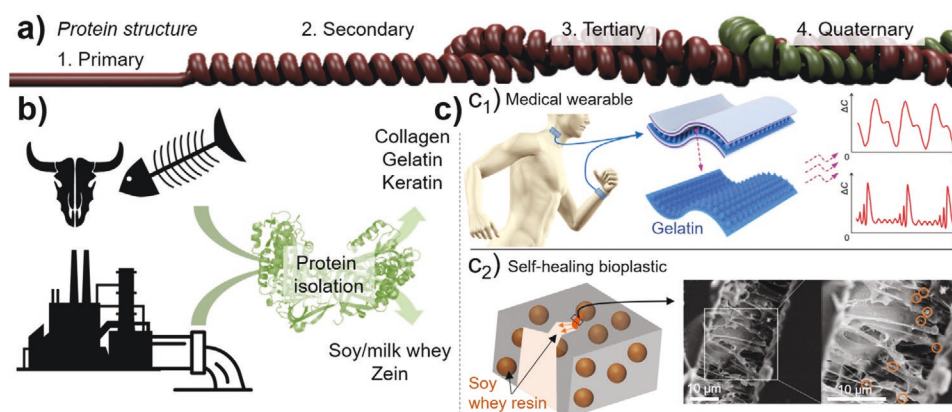 a) Protein structure
1. Primary
2. Secondary
3. Tertiary
4. Quaternary
b)
Collagen
Gelatin
Keratin
Protein
isolation
Soy/milk whey
Zein
c)
c1) Medical wearable
Gelatin
ΔC
0
ΔC
0
c2) Self-healing bioplastic
Soy
whey resin
10 μm
10 μm